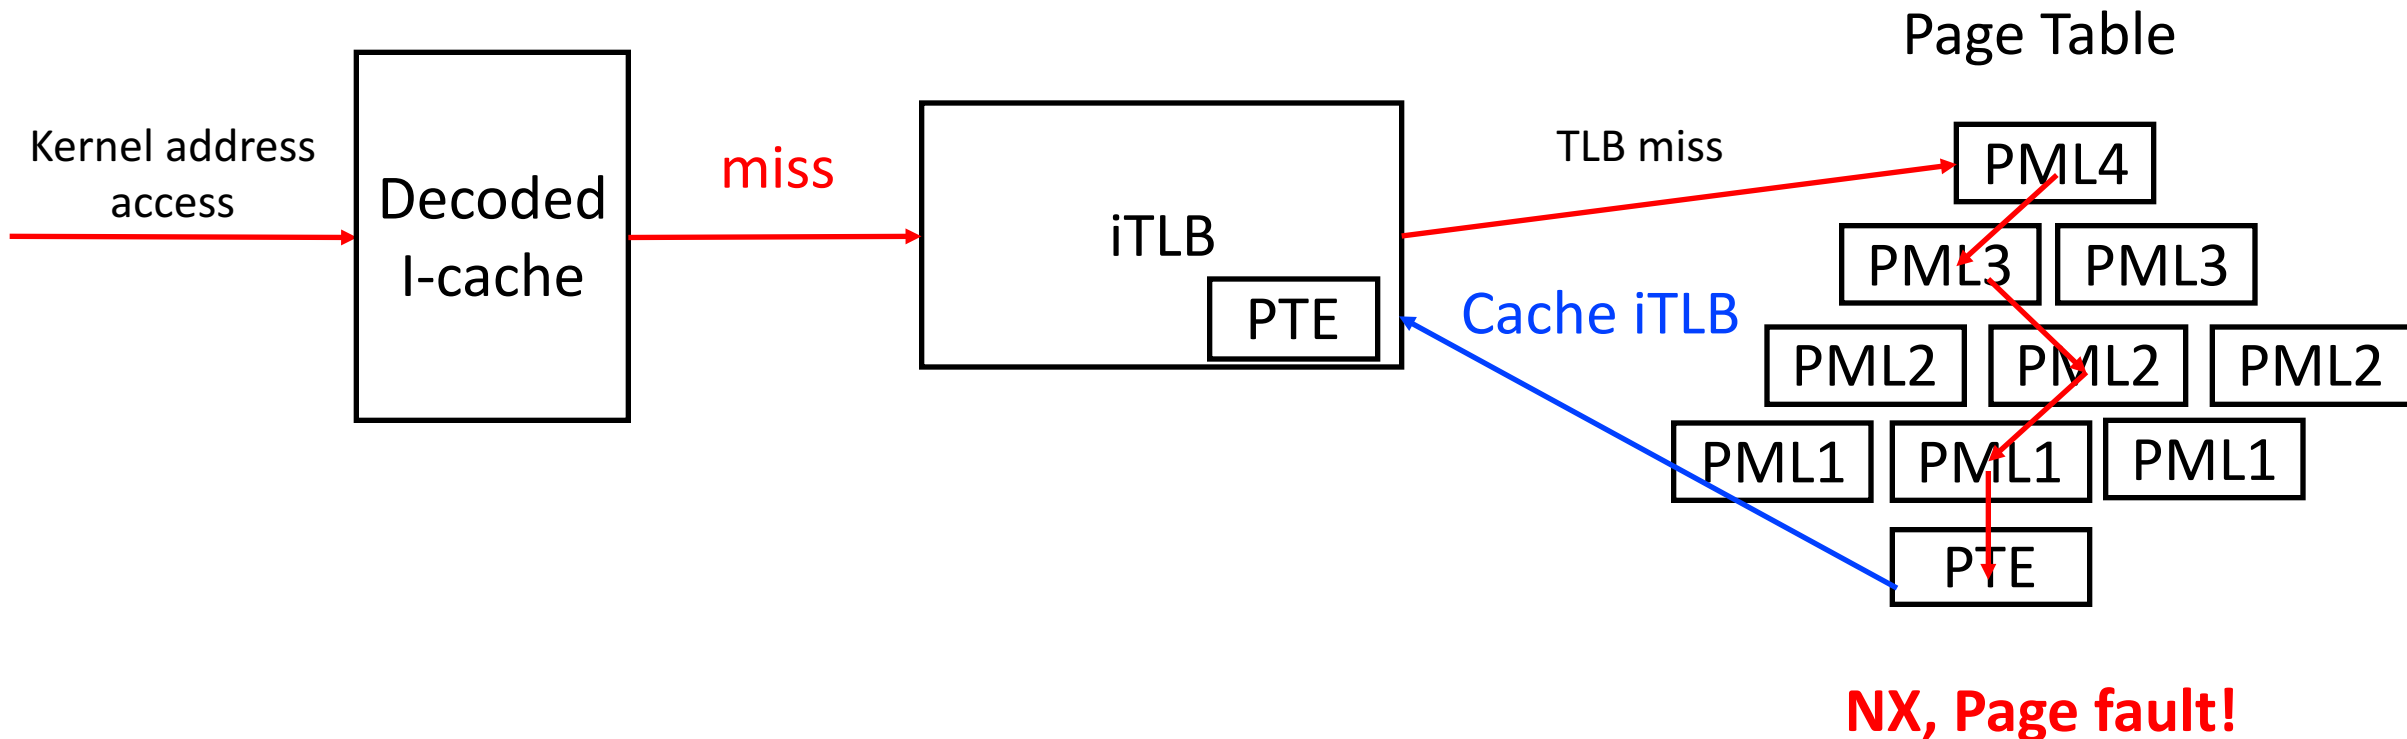 Page Table
Kernel address
access
Decoded
I-cache
miss
iTLB
PTE
TLB miss
Cache iTLB
PML4
PML3 PML3
PML2 PML2 PML2
PML1 PML1 PML1
PTE
NX, Page fault!